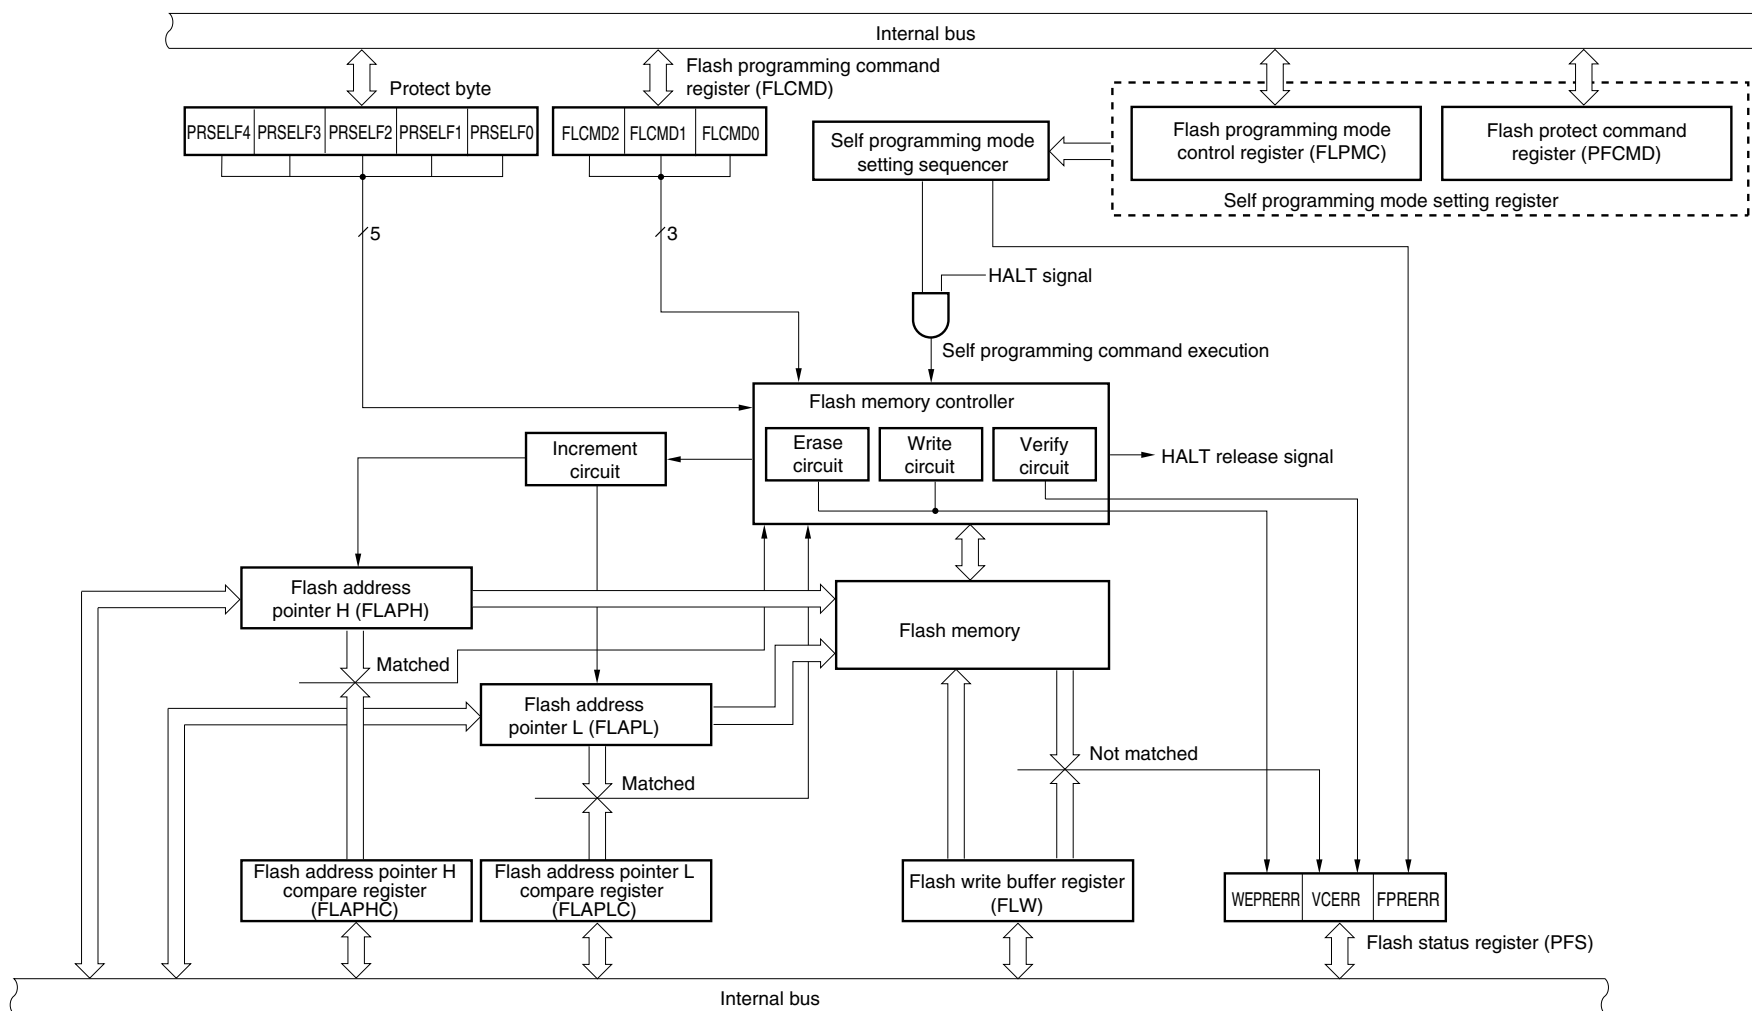 Internal bus
Protect byte
Flash programming command
register (FLCMD)
PRSELF4 PRSELF3 PRSELF2 PRSELF1 PRSELF0
FLCMD2 FLCMD1 FLCMD0
Self programming mode
setting sequencer
Flash programming mode
control register (FLPMC)
Flash protect command
register (PFCMD)
Self programming mode setting register
5
3
HALT signal
Self programming command execution
Flash memory controller
Increment
circuit
Erase
circuit
Write
circuit
Verify
circuit
HALT release signal
Flash address
pointer H (FLAPH)
Flash memory
Matched
Flash address
pointer L (FLAPL)
Matched
Not matched
Flash address pointer H
compare register
(FLAPHC)
Flash address pointer L
compare register
(FLAPLC)
Flash write buffer register
(FLW)
WEPRERR VCERR FPRERR
Flash status register (PFS)
Internal bus